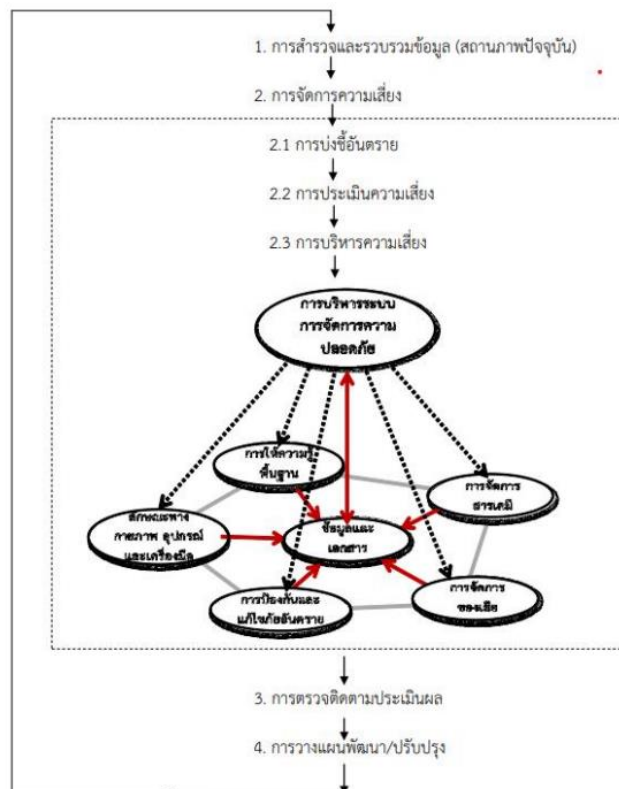 1. การสำรวจและรวบรวมข้อมูล (สถานภาพปัจจุบัน)
2. การจัดการความเสี่ยง
2.1 การบ่งชี้อันตราย
2.2 การประเมินความเสี่ยง
2.3 การบริหารความเสี่ยง
การบริหารระบบ
การจัดการความ
ปลอดภัย
การให้ความรู้
พื้นฐาน
การจัดการ
สารเคมี
ลักษณะทาง
กายภาพ อุปกรณ์
และเครื่องมือ
ข้อมูลและ
เอกสาร
การป้องกันและ
แก้ไขภัยอันตราย
การจัดการ
ของเสีย
3. การตรวจติดตามประเมินผล
4. การวางแผนพัฒนา/ปรับปรุง